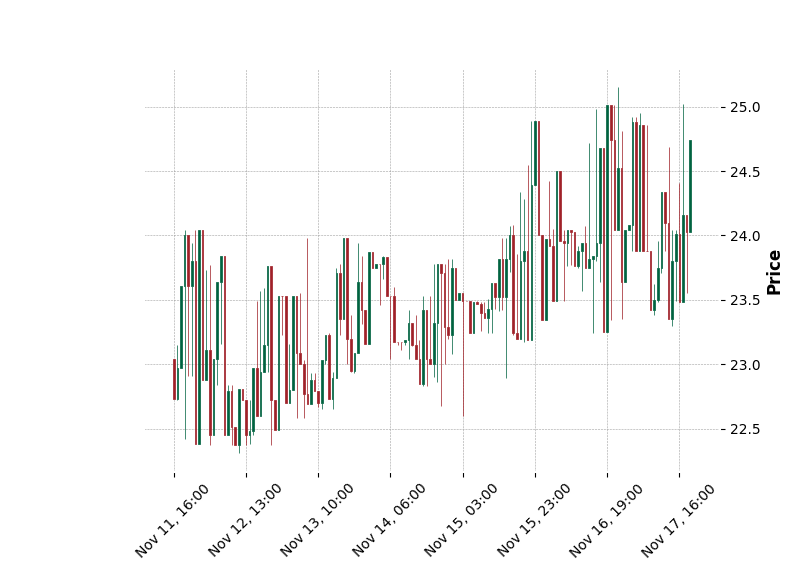 25.0
24.5
24.0
23.5
23.0
22.5
Price
Nov 11, 16:00
Nov 12, 13:00
Nov 13, 10:00
Nov 14, 06:00
Nov 15, 03:00
Nov 15, 23:00
Nov 16, 19:00
Nov 17, 16:00